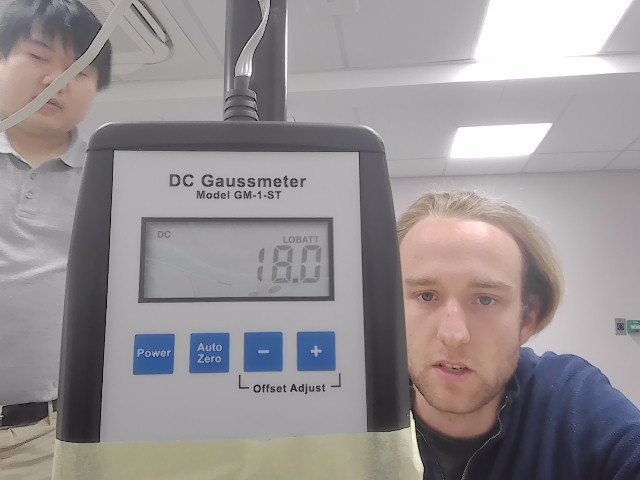 DC Gaussmeter
Model GM-1-ST
DC
LOBATT
18.0
Power
Auto
Zero
−
+
Offset Adjust